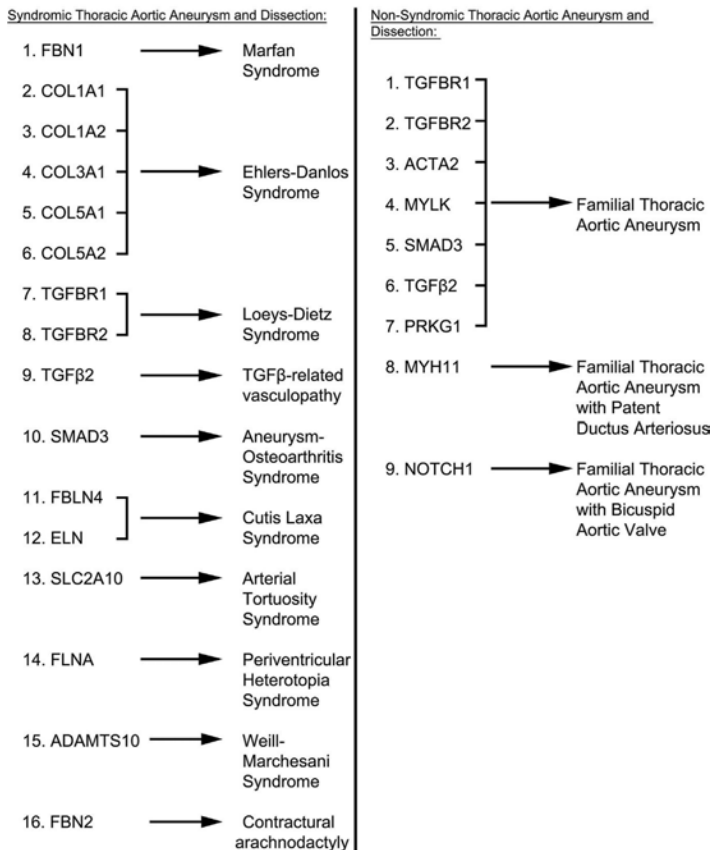 Syndromic Thoracic Aortic Aneurysm and Dissection:
1. FBN1
Marfan
Syndrome
2. COL1A1
3. COL1A2
4. COL3A1
5. COL5A1
6. COL5A2
Ehlers-Danlos
Syndrome
7. TGFBR1
8. TGFBR2
Loeys-Dietz
Syndrome
9. TGFβ2
TGFβ-related
vasculopathy
10. SMAD3
Aneurysm-
Osteoarthritis
Syndrome
11. FBLN4
12. ELN
Cutis Laxa
Syndrome
13. SLC2A10
Arterial
Tortuosity
Syndrome
14. FLNA
Periventricular
Heterotopia
Syndrome
15. ADAMTS10
Weill-
Marchesani
Syndrome
16. FBN2
Contractural
arachnodactyly
Non-Syndromic Thoracic Aortic Aneurysm and
Dissection:
1. TGFBR1
2. TGFBR2
3. ACTA2
4. MYLK
5. SMAD3
6. TGFβ2
7. PRKG1
Familial Thoracic
Aortic Aneurysm
8. MYH11
Familial Thoracic
Aortic Aneurysm
with Patent
Ductus Arteriosus
9. NOTCH1
Familial Thoracic
Aortic Aneurysm
with Bicuspid
Aortic Valve